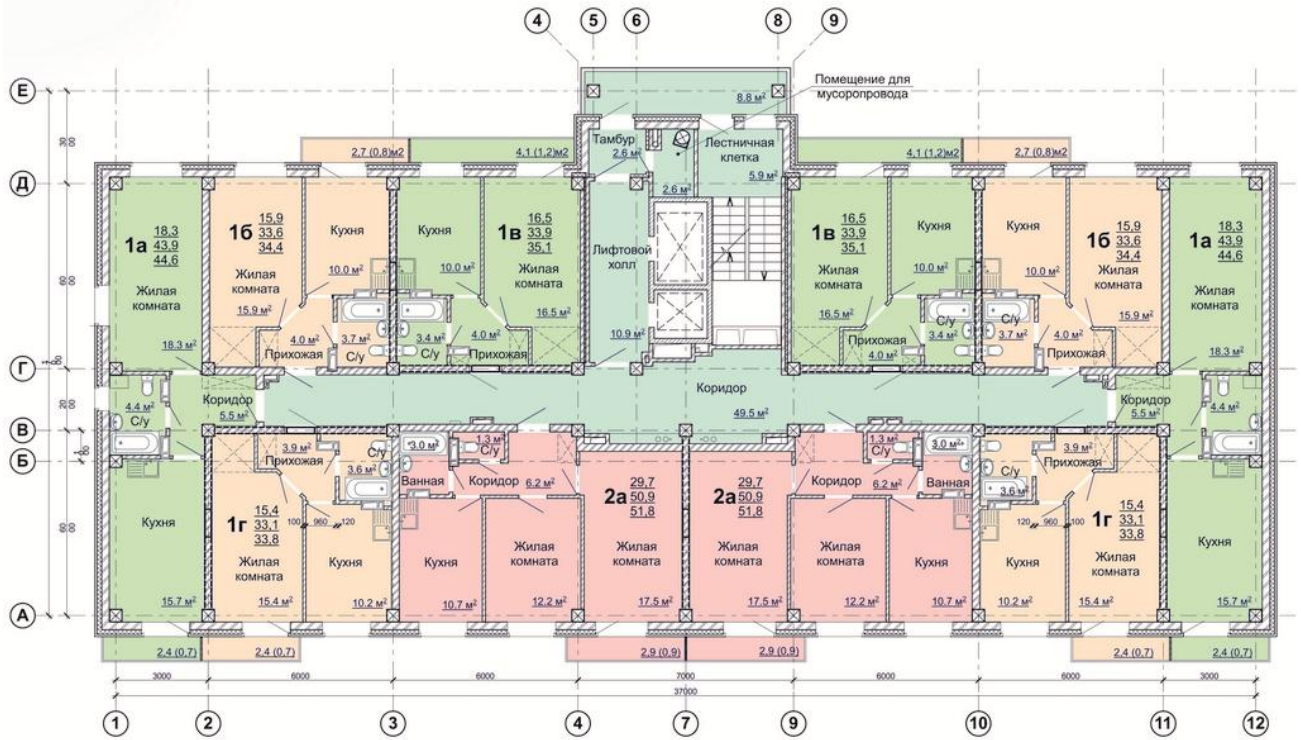 4 5 6 8 9
Е
Помещение для
мусоропровода
8.8 м²
Тамбур
2.6 м²
Лестничная
клетка
5.9 м²
2.6 м²
2,7 (0,8)м2
4,1 (1,2)м2
4,1 (1,2)м2
2,7 (0,8)м2
Д
1а
18.3
43.9
44.6
Жилая
комната
18.3 м²
1б
15.9
33.6
34.4
Жилая
комната
15.9 м²
Кухня
10.0 м²
4.0 м²
Прихожая
3.7 м²
С/у
Кухня
10.0 м²
3.4 м²
С/у
4.0 м²
Прихожая
1в
16.5
33.9
35.1
Жилая
комната
16.5 м²
Лифтовой
холл
10.9 м²
1в
16.5
33.9
35.1
Жилая
комната
16.5 м²
Кухня
10.0 м²
С/у
3.4 м²
4.0 м²
Прихожая
Кухня
10.0 м²
С/у
3.7 м²
4.0 м²
Прихожая
1б
15.9
33.6
34.4
Жилая
комната
15.9 м²
1а
18.3
43.9
44.6
Жилая
комната
18.3 м²
Г
4.4 м²
С/у
Коридор
5.5 м²
Коридор
49.5 м²
Коридор
5.5 м²
С/у
4.4 м²
В
Б
Кухня
15.7 м²
3.9 м²
Прихожая
3.6 м²
С/у
1г
15.4
33.1
33.8
Жилая
комната
15.4 м²
100 960 120
Кухня
10.2 м²
3.0 м²
Ванная
1.3 м²
С/у
Коридор
6.2 м²
Кухня
10.7 м²
Жилая
комната
12.2 м²
2а
29,7
50,9
51,8
Жилая
комната
17.5 м²
2а
29,7
50,9
51,8
Жилая
комната
17.5 м²
1.3 м²
С/у
3.0 м²
Ванная
Коридор
6.2 м²
Жилая
комната
12.2 м²
Кухня
10.7 м²
С/у
3.6 м²
3.9 м²
Прихожая
120 960 100
Кухня
10.2 м²
1г
15.4
33.1
33.8
Жилая
комната
15.4 м²
Кухня
15.7 м²
А
2,4 (0,7)
2,4 (0,7)
2,9 (0,9)
2,9 (0,9)
2,4 (0,7)
2,4 (0,7)
3000 6000 6000 7000 6000 6000 3000
37000
1 2 3 4 7 9 10 11 12